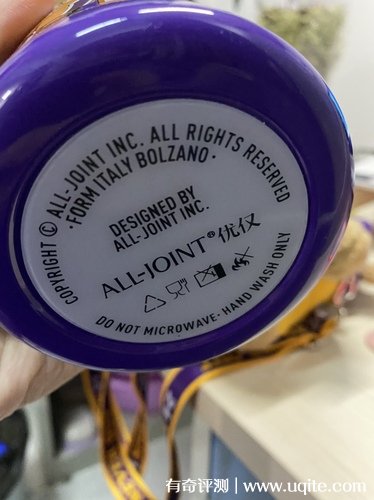 COPYRIGHT © ALL-JOINT INC. ALL RIGHTS RESERVED
·FORM ITALY BOLZANO·
DESIGNED BY
ALL-JOINT INC.
ALL-JOINT® 优仅
DO NOT MICROWAVE· HAND WASH ONLY
有奇评测 | www.uqite.com